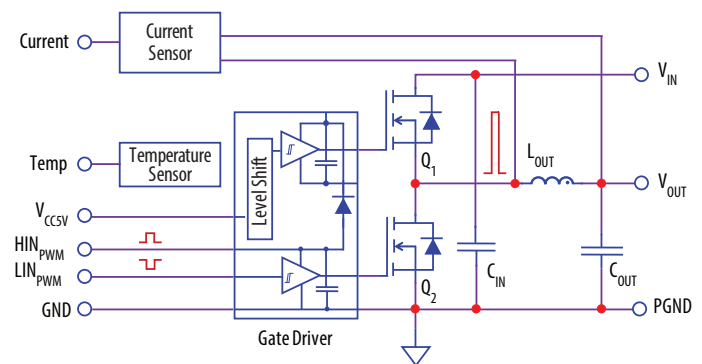 Current
Current
Sensor
V_IN
Temp
Temperature
Sensor
Level Shift
Q_1
L_OUT
V_OUT
V_CC5V
HIN_PWM
LIN_PWM
Q_2
C_IN
C_OUT
GND
PGND
Gate Driver